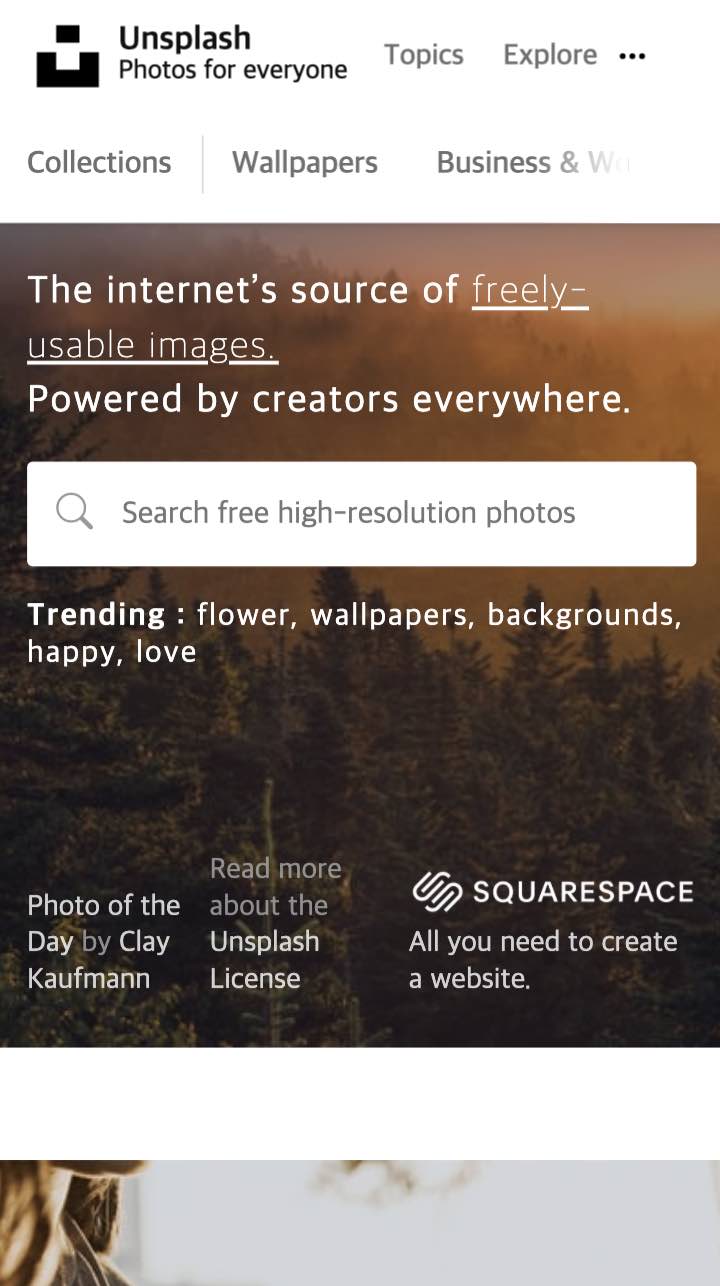 Unsplash
Photos for everyone
Topics
Explore
Collections
Wallpapers
Business &
The internet's source of freely-
usable images.
Powered by creators everywhere.
Search free high-resolution photos
Trending : flower, wallpapers, backgrounds,
happy, love
Photo of the
Day by Clay
Kaufmann
Read more
about the
Unsplash
License
SQUARESPACE
All you need to create
a website.